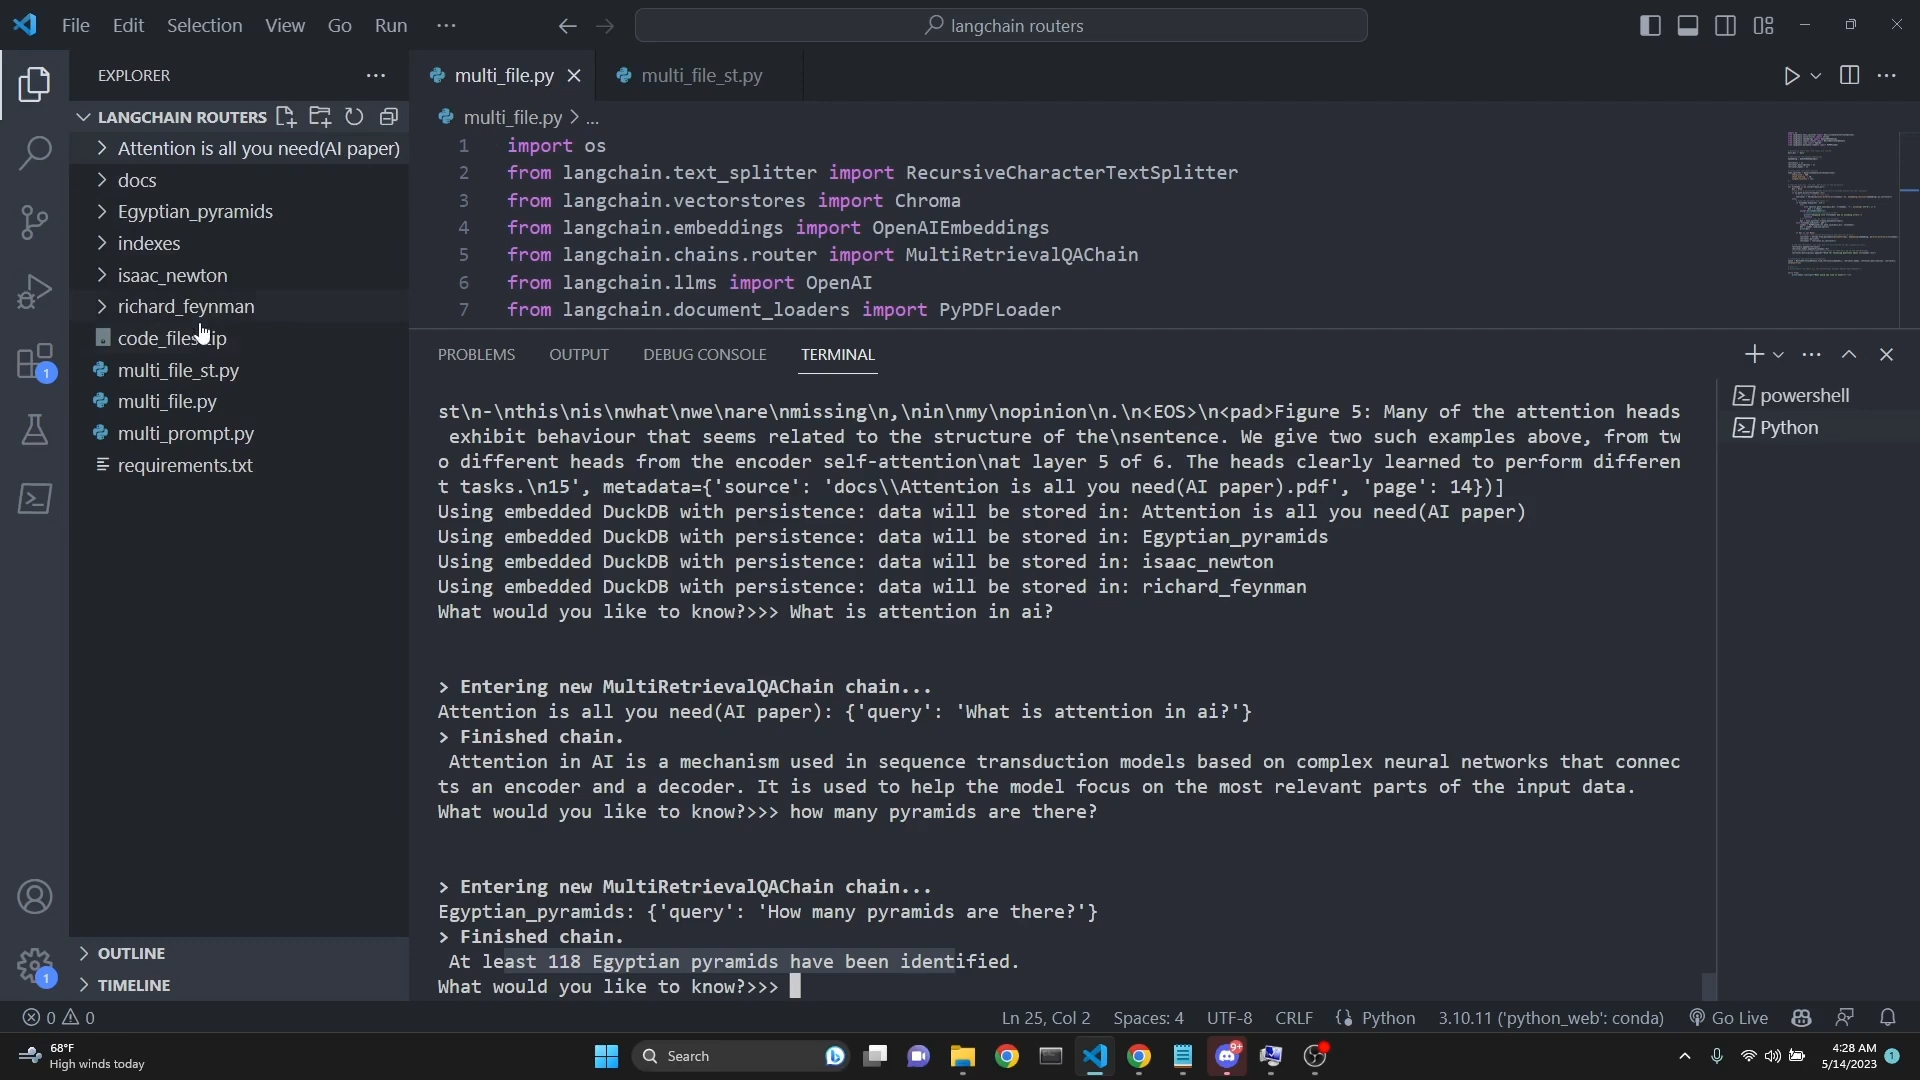 File Edit Selection View Go Run ···
langchain routers
EXPLORER
LANGCHAIN ROUTERS
Attention is all you need(AI paper)
docs
Egyptian_pyramids
indexes
isaac_newton
richard_feynman
multi_file_st.py
multi_file.py
multi_prompt.py
requirements.txt
OUTLINE
TIMELINE
1
1
multi_file.py
multi_file_st.py
multi_file.py > ...
1 import os
2 from langchain.text_splitter import RecursiveCharacterTextSplitter
3 from langchain.vectorstores import Chroma
4 from langchain.embeddings import OpenAIEmbeddings
5 from langchain.chains.router import MultiRetrievalQAChain
6 from langchain.llms import OpenAI
7 from langchain.document_loaders import PyPDFLoader
PROBLEMS OUTPUT DEBUG CONSOLE TERMINAL
powershell
Python
st\n-\nthis\nis\nwhat\nwe\nare\nmissing\n,\nin\nmy\nopinion\n.\n<EOS>\n<pad>Figure 5: Many of the attention heads
exhibit behaviour that seems related to the structure of the\nsentence. We give two such examples above, from tw
o different heads from the encoder self-attention\nat layer 5 of 6. The heads clearly learned to perform differen
t tasks.\n15', metadata={'source': 'docs\\Attention is all you need(AI paper).pdf', 'page': 14})]
Using embedded DuckDB with persistence: data will be stored in: Attention is all you need(AI paper)
Using embedded DuckDB with persistence: data will be stored in: Egyptian_pyramids
Using embedded DuckDB with persistence: data will be stored in: isaac_newton
Using embedded DuckDB with persistence: data will be stored in: richard_feynman
What would you like to know?>>> What is attention in ai?
> Entering new MultiRetrievalQAChain chain...
Attention is all you need(AI paper): {'query': 'What is attention in ai?'}
> Finished chain.
Attention in AI is a mechanism used in sequence transduction models based on complex neural networks that connec
ts an encoder and a decoder. It is used to help the model focus on the most relevant parts of the input data.
What would you like to know?>>> how many pyramids are there?
> Entering new MultiRetrievalQAChain chain...
Egyptian_pyramids: {'query': 'How many pyramids are there?'}
> Finished chain.
At least 118 Egyptian pyramids have been identified.
What would you like to know?>>>
0 0
Ln 25, Col 2 Spaces: 4 UTF-8 CRLF Python 3.10.11 ('python_web': conda) Go Live
68°F
High winds today
Search
9+
4:28 AM
5/14/2023
1